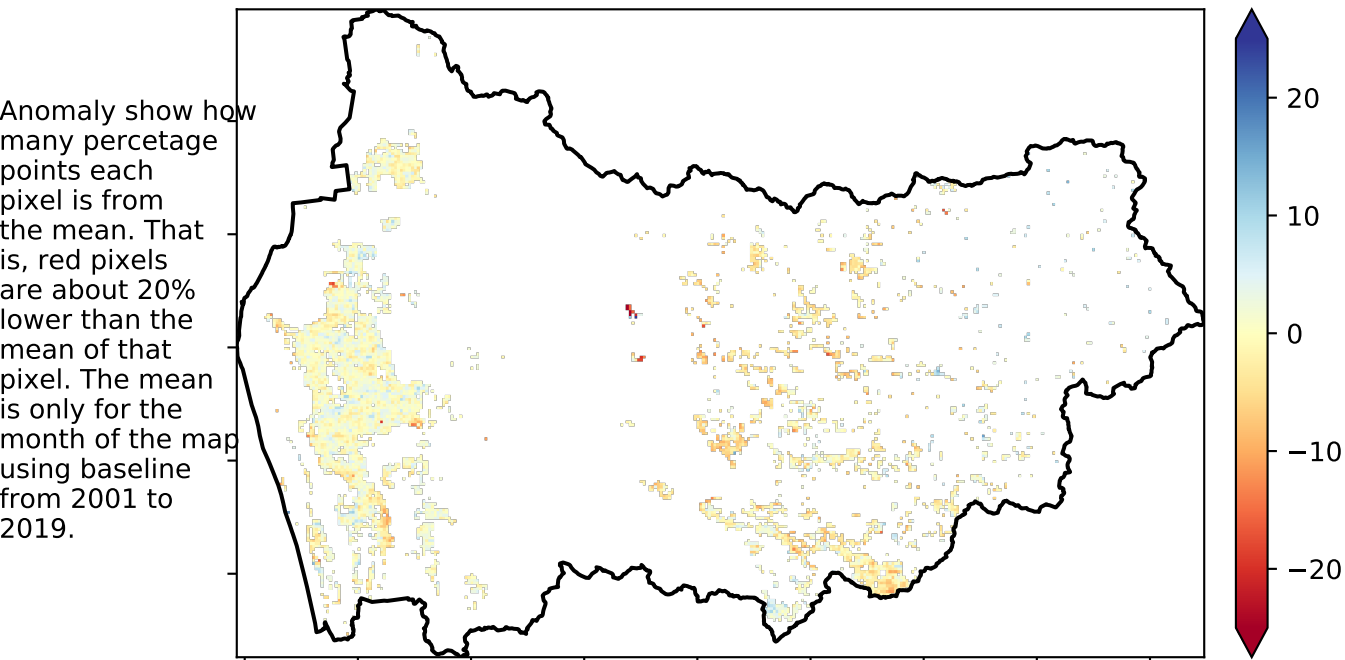 Anomaly show how
many percetage
points each
pixel is from
the mean. That
is, red pixels
are about 20%
lower than the
mean of that
pixel. The mean
is only for the
month of the map
using baseline
from 2001 to
2019.
20
10
0
−10
−20